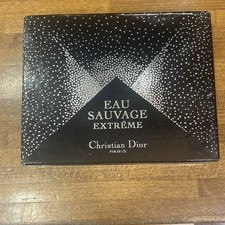 EAU
SAUVAGE
EXTRÊME
Christian Dior
PARIS